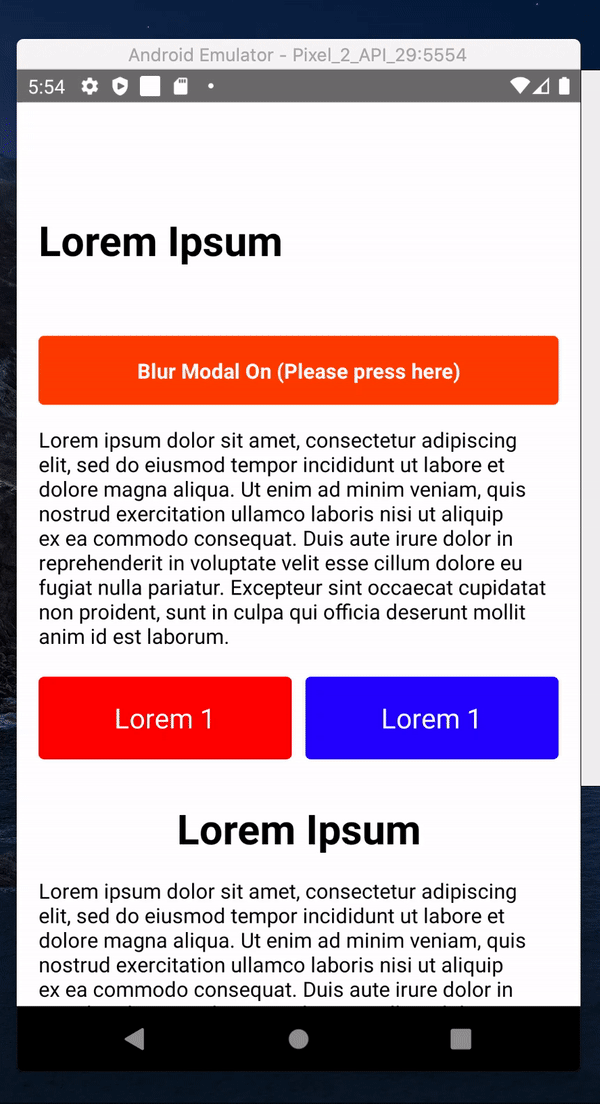 Android Emulator - Pixel_2_API_29:5554
5:54
Lorem Ipsum
Blur Modal On (Please press here)
Lorem ipsum dolor sit amet, consectetur adipiscing
elit, sed do eiusmod tempor incididunt ut labore et
dolore magna aliqua. Ut enim ad minim veniam, quis
nostrud exercitation ullamco laboris nisi ut aliquip
ex ea commodo consequat. Duis aute irure dolor in
reprehenderit in voluptate velit esse cillum dolore eu
fugiat nulla pariatur. Excepteur sint occaecat cupidatat
non proident, sunt in culpa qui officia deserunt mollit
anim id est laborum.
Lorem 1
Lorem 1
Lorem Ipsum
Lorem ipsum dolor sit amet, consectetur adipiscing
elit, sed do eiusmod tempor incididunt ut labore et
dolore magna aliqua. Ut enim ad minim veniam, quis
nostrud exercitation ullamco laboris nisi ut aliquip
ex ea commodo consequat. Duis aute irure dolor in